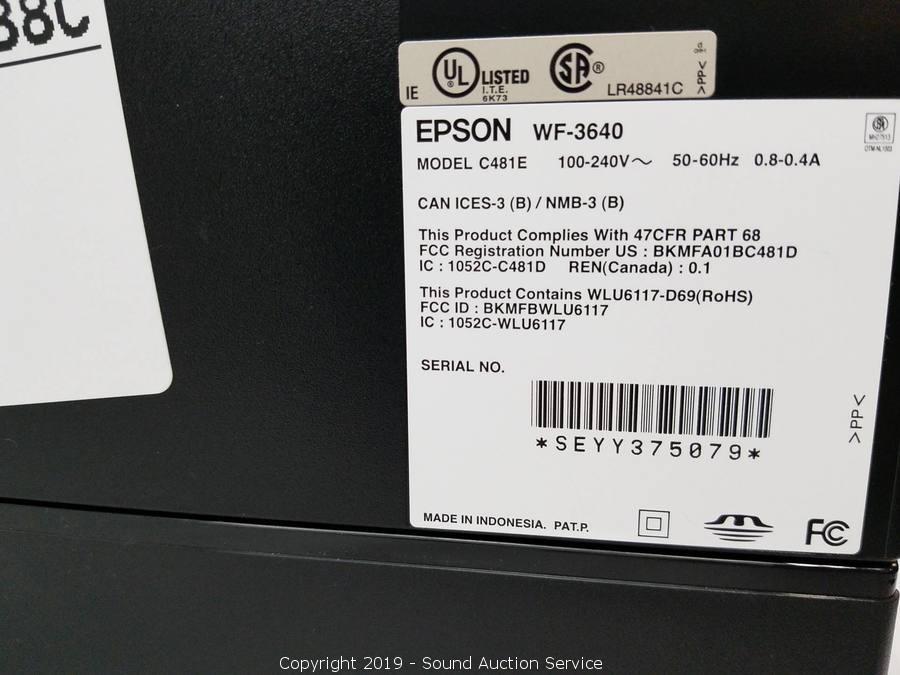 38C
IE UL LISTED
I.T.E.
6K73
SA® LR48841C >PP<
EPSON WF-3640
MODEL C481E 100-240V～ 50-60Hz 0.8-0.4A
CAN ICES-3 (B) / NMB-3 (B)
This Product Complies With 47CFR PART 68
FCC Registration Number US : BKMFA01BC481D
IC : 1052C-C481D REN(Canada) : 0.1
This Product Contains WLU6117-D69(RoHS)
FCC ID : BKMFBWLU6117
IC : 1052C-WLU6117
SERIAL NO.
*SEYY375079*
>PP<
MADE IN INDONESIA. PAT.P.
FC
Copyright 2019 - Sound Auction Service